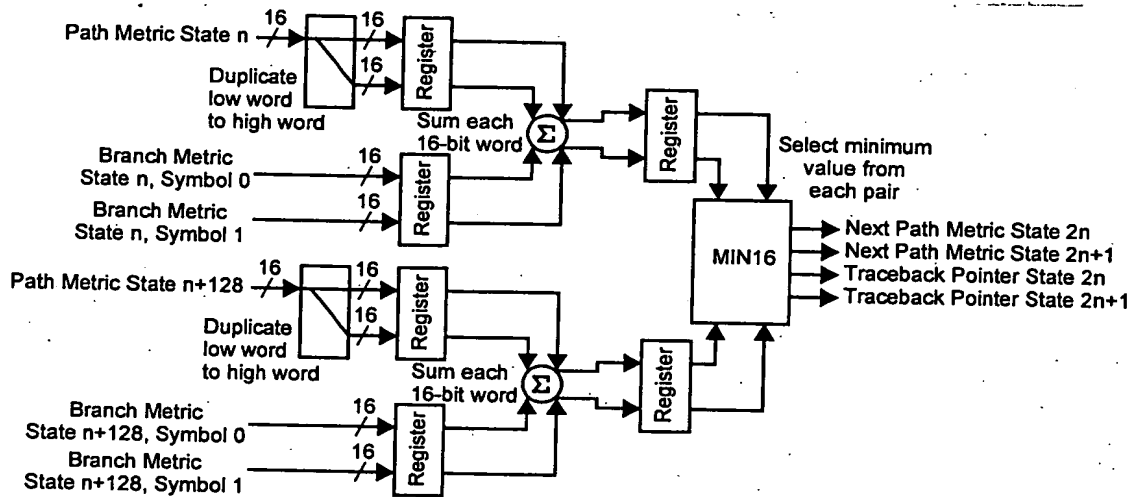 16
Path Metric State n
16
16
Duplicate
low word
to high word
Register
Sum each
16-bit word
Σ
Register
Branch Metric
State n, Symbol 0
16
Branch Metric
State n, Symbol 1
16
Register
Select minimum
value from
each pair
MIN16
Next Path Metric State 2n
Next Path Metric State 2n+1
Traceback Pointer State 2n
Traceback Pointer State 2n+1
16
Path Metric State n+128
16
16
Duplicate
low word
to high word
Register
Sum each
16-bit word
Σ
Register
Branch Metric
State n+128, Symbol 0
16
Branch Metric
State n+128, Symbol 1
16
Register